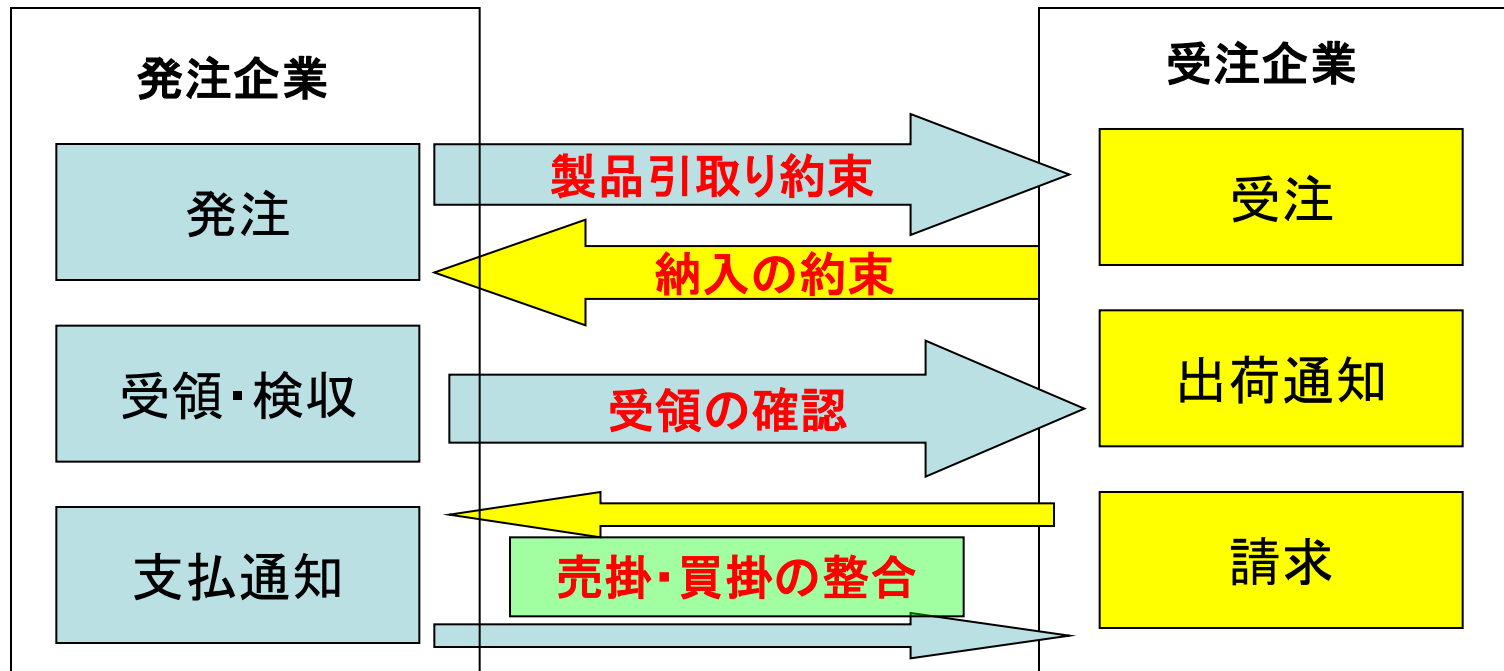 発注企業
受注企業
発注
製品引取り約束
受注
納入の約束
受領・検収
受領の確認
出荷通知
支払通知
売掛・買掛の整合
請求